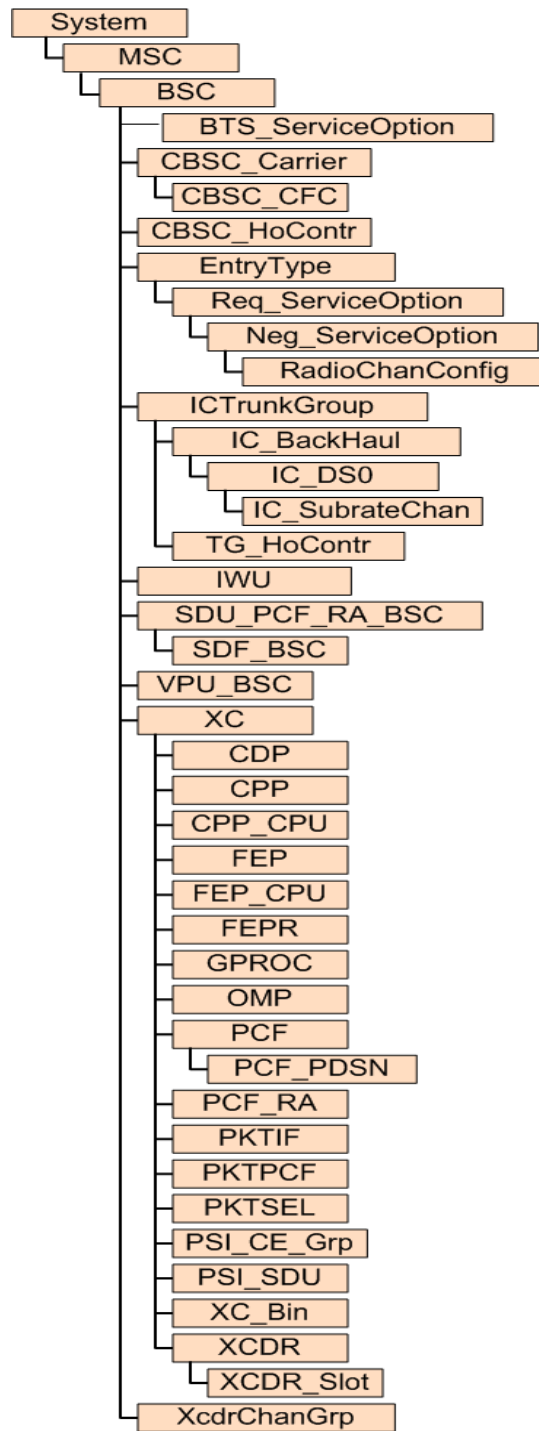 System
MSC
BSC
BTS_ServiceOption
CBSC_Carrier
CBSC_CFC
CBSC_HoContr
EntryType
Req_ServiceOption
Neg_ServiceOption
RadioChanConfig
ICTrunkGroup
IC_BackHaul
IC_DS0
IC_SubrateChan
TG_HoContr
IWU
SDU_PCF_RA_BSC
SDF_BSC
VPU_BSC
XC
CDP
CPP
CPP_CPU
FEP
FEP_CPU
FEPR
GPROC
OMP
PCF
PCF_PDSN
PCF_RA
PKTIF
PKTPCF
PKTSEL
PSI_CE_Grp
PSI_SDU
XC_Bin
XCDR
XCDR_Slot
XcdrChanGrp